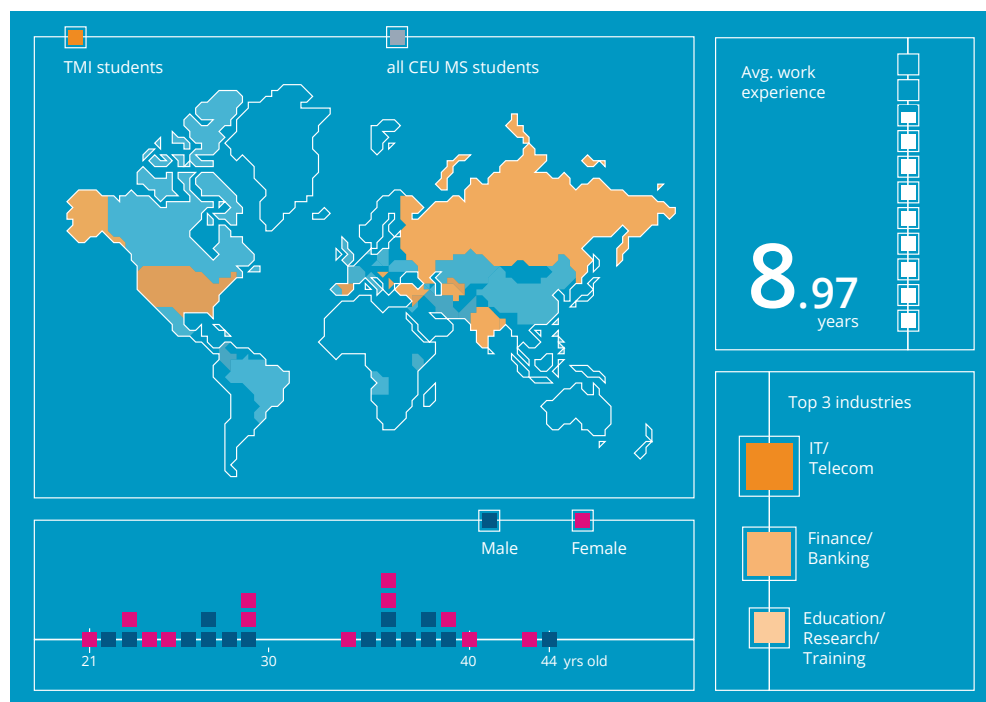 TMI students
all CEU MS students
Avg. work
experience
8.97
years
Top 3 industries
IT/
Telecom
Finance/
Banking
Education/
Research/
Training
Male
Female
21
30
40
44 yrs old